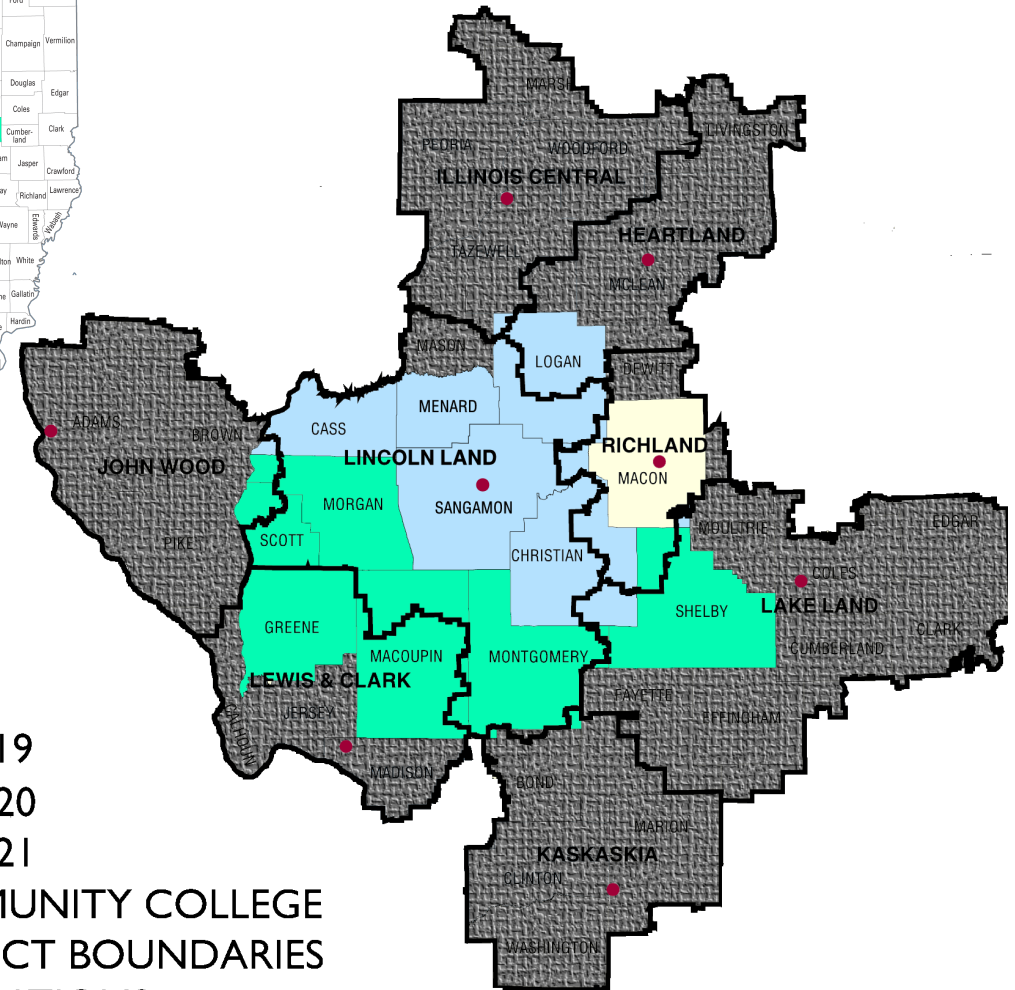 Ford
Champaign
Vermilion
Douglas
Edgar
Coles
Cumber-
land
Clark
Jasper
Crawford
Richland
Lawrence
Wayne
Edwards
Wabash
White
Gallatin
Hardin
MARSH
PEORIA
WOODFORD
LIVINGSTON
ILLINOIS CENTRAL
HEARTLAND
TAZEWELL
MCLEAN
MASON
LOGAN
DEWITT
MENARD
ADAMS
BROWN
CASS
RICHLAND
JOHN WOOD
LINCOLN LAND
MACON
MORGAN
SANGAMON
MOULTRIE
EDGAR
PIKE
SCOTT
CHRISTIAN
COLES
SHELBY
LAKE LAND
GREENE
CLARK
MACOUPIN
MONTGOMERY
CUMBERLAND
LEWIS & CLARK
FAYETTE
JERSEY
EFFINGHAM
CALHOUN
19
MADISON
BOND
20
MARION
21
KASKASKIA
CLINTON
MUNITY COLLEGE
WASHINGTON
CT BOUNDARIES